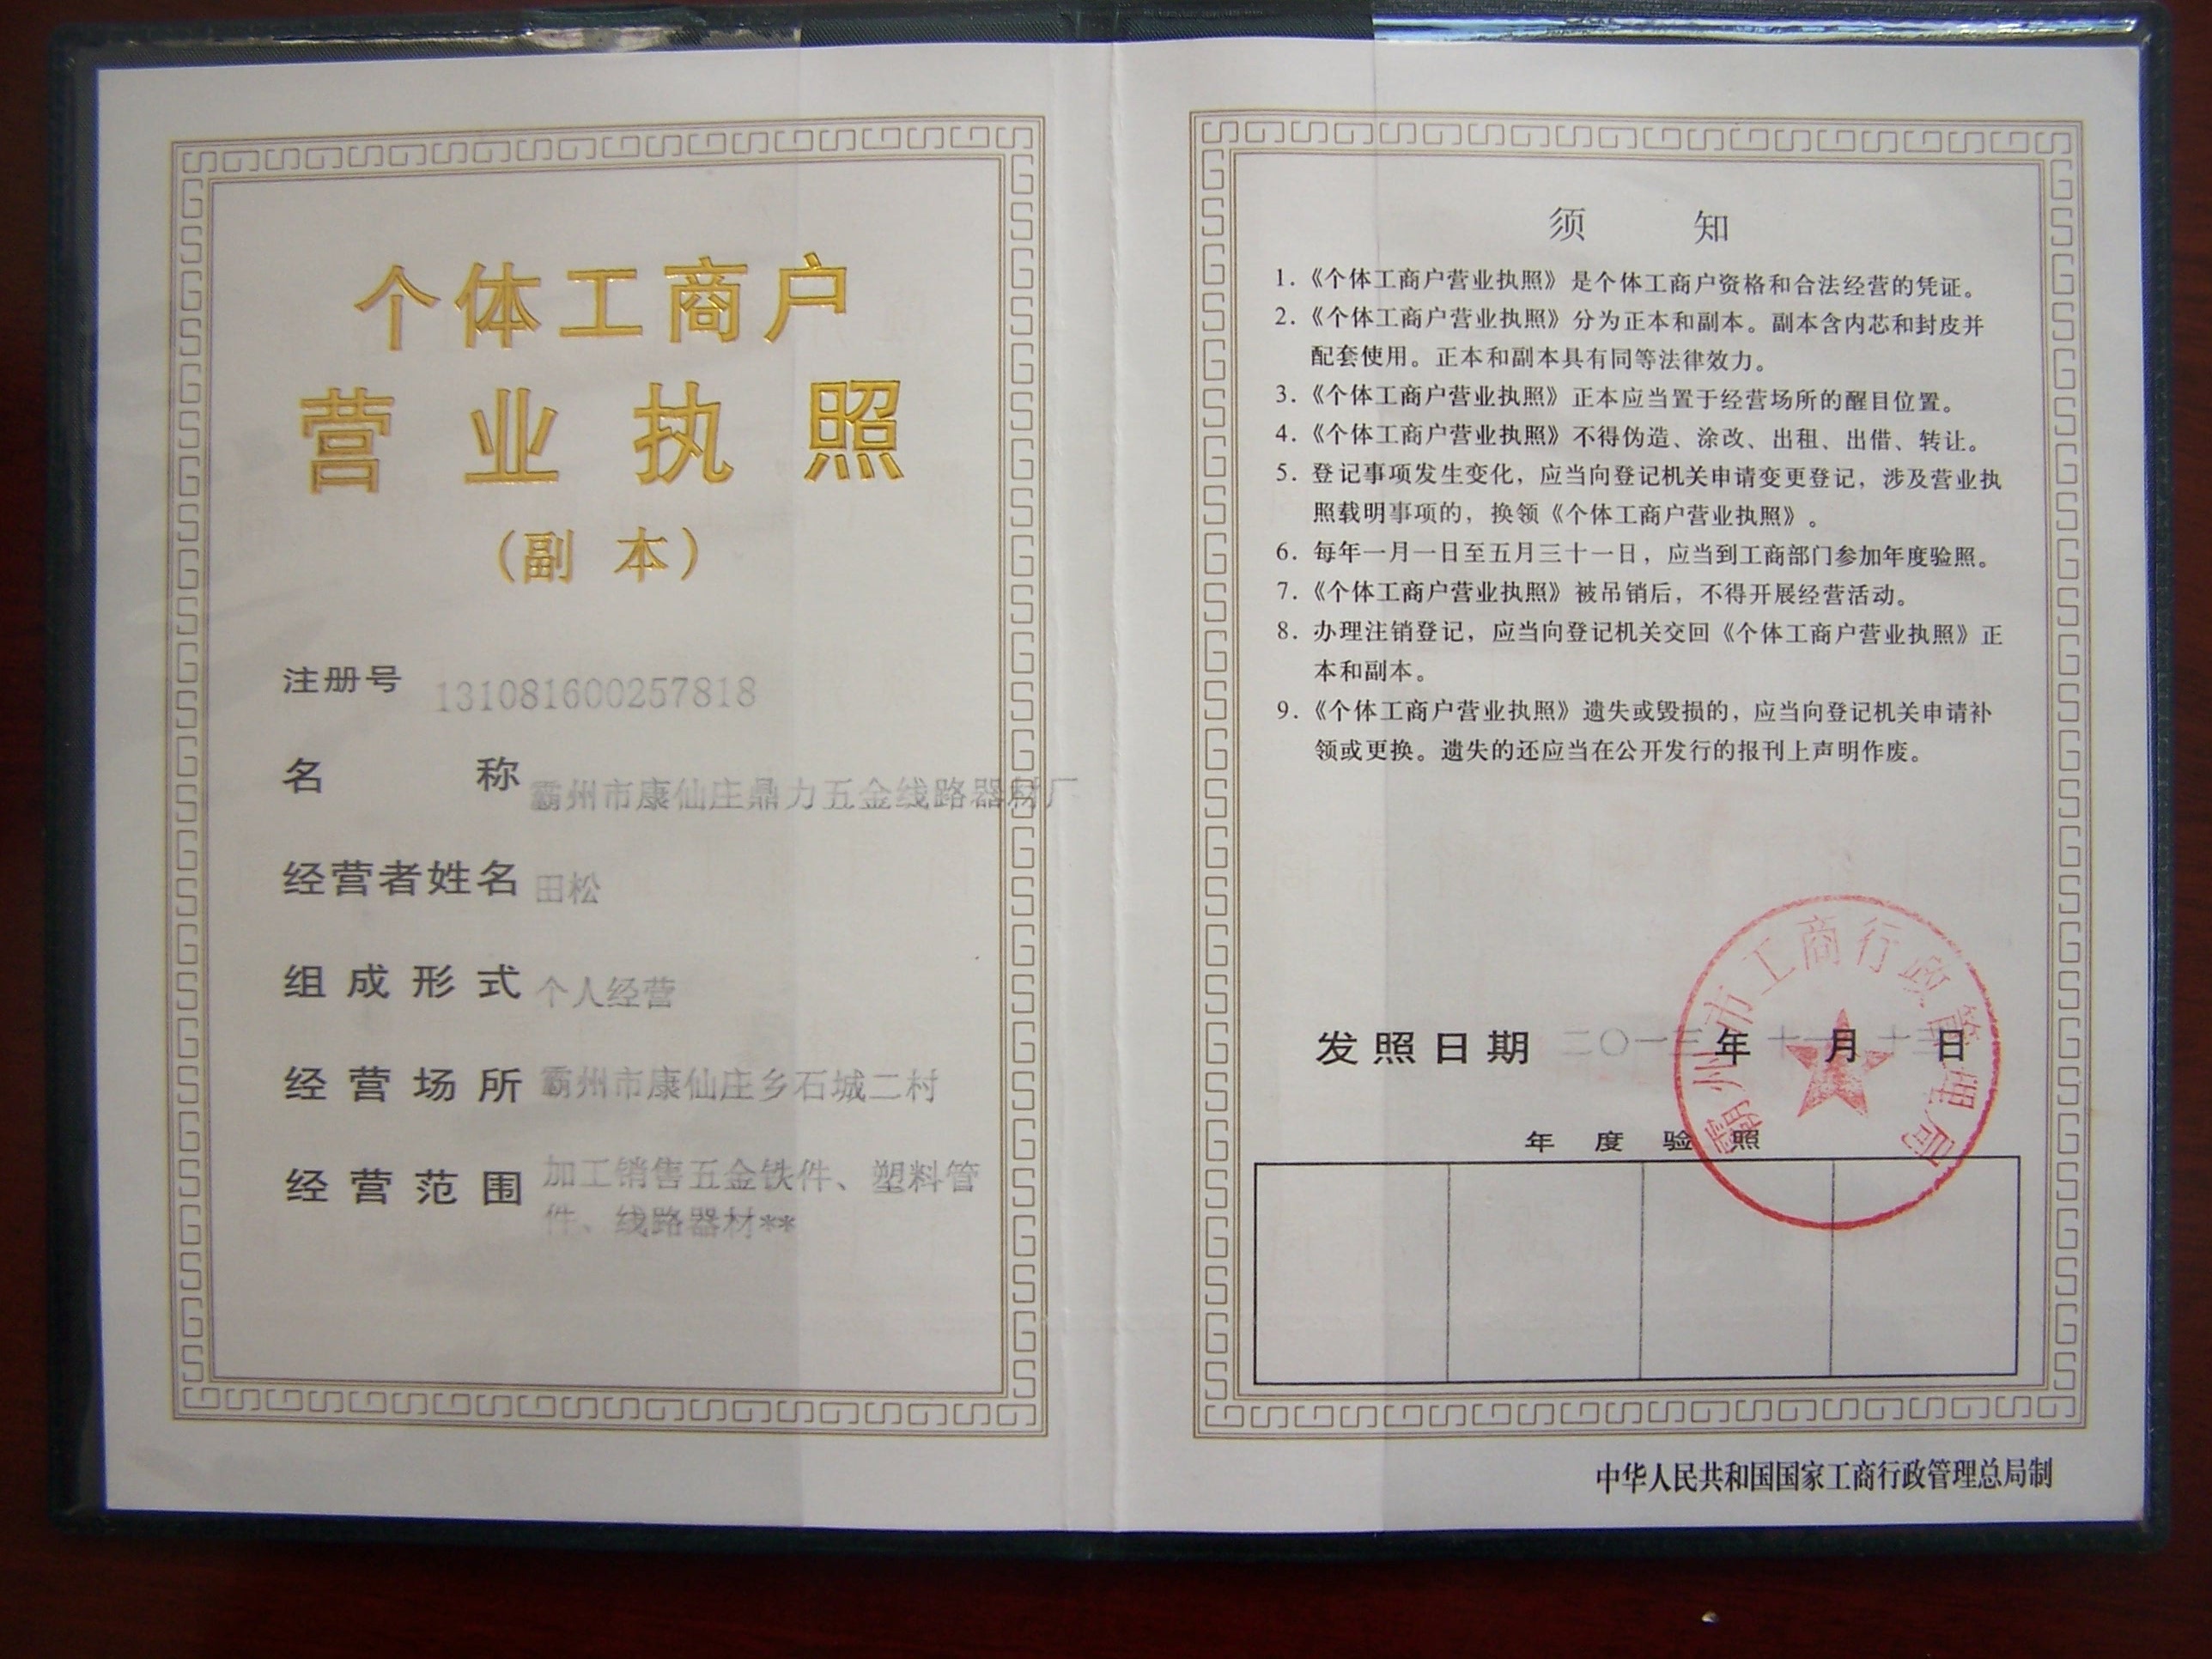 个体工商户
营业执照
（副 本）
注册号 131081600257818
名 称 霸州市康仙庄鼎力五金线路器材厂
经营者姓名 田松
组成形式 个人经营
经营场所 霸州市康仙庄乡石城二村
经营范围 加工销售五金铁件、塑料管
件、线路器材**
须 知
1.《个体工商户营业执照》是个体工商户资格和合法经营的凭证。
2.《个体工商户营业执照》分为正本和副本。副本含内芯和封皮并
配套使用。正本和副本具有同等法律效力。
3.《个体工商户营业执照》正本应当置于经营场所的醒目位置。
4.《个体工商户营业执照》不得伪造、涂改、出租、出借、转让。
5. 登记事项发生变化，应当向登记机关申请变更登记，涉及营业执
照载明事项的，换领《个体工商户营业执照》。
6. 每年一月一日至五月三十一日，应当到工商部门参加年度验照。
7.《个体工商户营业执照》被吊销后，不得开展经营活动。
8. 办理注销登记，应当向登记机关交回《个体工商户营业执照》正
本和副本。
9.《个体工商户营业执照》遗失或毁损的，应当向登记机关申请补
领或更换。遗失的还应当在公开发行的报刊上声明作废。
霸州市工商行政管理局
发照日期 二〇一 年 月 日
年度验照
中华人民共和国国家工商行政管理总局制